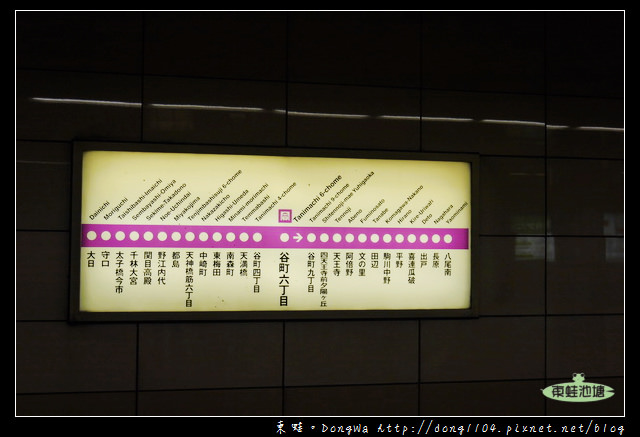 Dainichi
Moriguchi
Taishibashi-Imaichi
Sembayashi-Omiya
Sekime-Takadono
Noe-Uchindai
Miyakojima
Tenjimbashisuji 6-chome
Nakazakicho
Higashi-Umeda
Minami-morimachi
Temmabashi
Tanimachi 4-chome
Tanimachi 6-chome
Tanimachi 9-chome
Shitennoji-mae Yuhigaoka
Tennoji
Abeno
Fuminosato
Tanabe
Komagawa-Nakano
Hirano
Kire-Uriwari
Deto
Nagahara
Yaominami
大日
守口
太子橋今市
千林大宮
関目高殿
野江内代
都島
天神橋筋六丁目
中崎町
東梅田
南森町
天満橋
谷町四丁目
谷町六丁目
谷町九丁目
四天王寺前夕陽ヶ丘
天王寺
阿倍野
文の里
田辺
駒川中野
平野
喜連瓜破
出戸
長原
八尾南
東蛙池塘
東蛙。DongWa http://dong1104.pixnet.net/blog